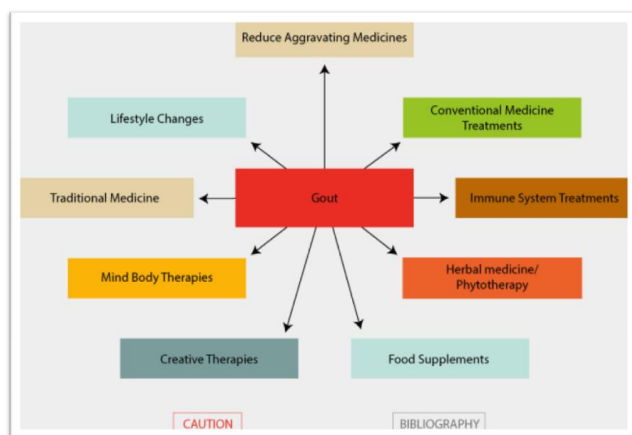 Reduce Aggravating Medicines
Lifestyle Changes
Conventional Medicine
Treatments
Traditional Medicine
Gout
Immune System Treatments
Mind Body Therapies
Herbal medicine/
Phytotherapy
Creative Therapies
Food Supplements
CAUTION
BIBLIOGRAPHY